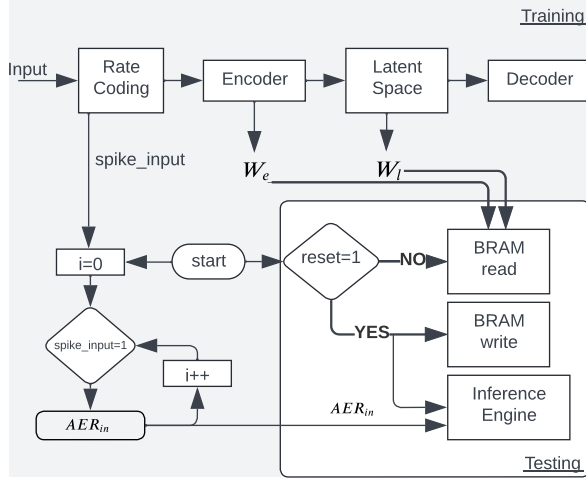 Training
Input
Rate
Coding
Encoder
Latent
Space
Decoder
spike_input
W_e
W_l
i=0
start
reset=1
NO
BRAM
read
spike_input=1
YES
BRAM
write
i++
AER_in
AER_in
Inference
Engine
Testing